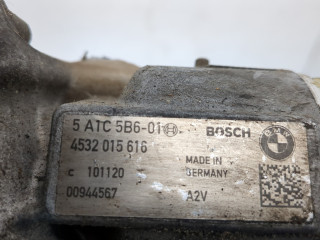 5 ATC 5B6-01 BOSCH
4532 015 616
MADE IN
c 101120 GERMANY
00944567 A2V